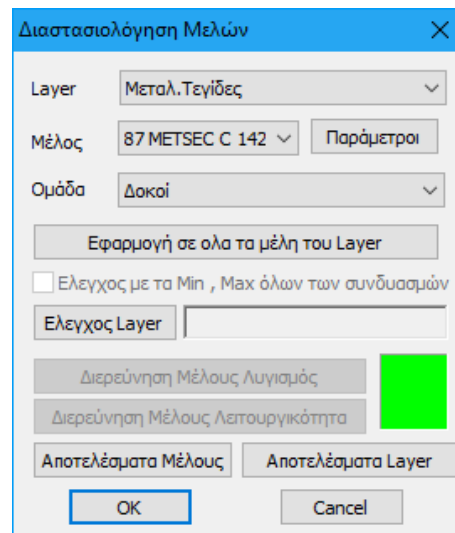 Διαστασιολόγηση Μελών
Layer Μεταλ.Τεγίδες
Μέλος 87 METSEC C 142 Παράμετροι
Ομάδα Δοκοί
Εφαρμογή σε ολα τα μέλη του Layer
Ελεγχος με τα Min , Max όλων των συνδυασμών
Ελεγχος Layer
Διερεύνηση Μέλους Λυγισμός
Διερεύνηση Μέλους Λειτουργικότητα
Αποτελέσματα Μέλους Αποτελέσματα Layer
OK Cancel